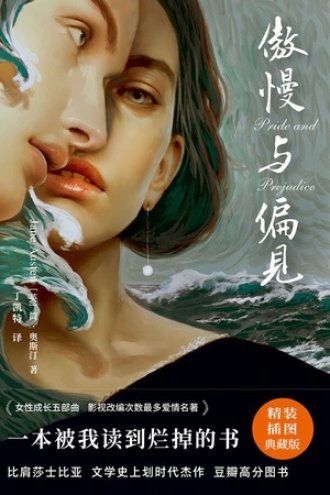 傲慢与偏见
Pride and
Prejudice
Jane Austen [英] 简·奥斯汀 著
丁凯特 译
女性成长五部曲 影视改编次数最多爱情名著
一本被我读到烂掉的书
比肩莎士比亚 文学史上划时代杰作 豆瓣高分图书
精装
插图
典藏版